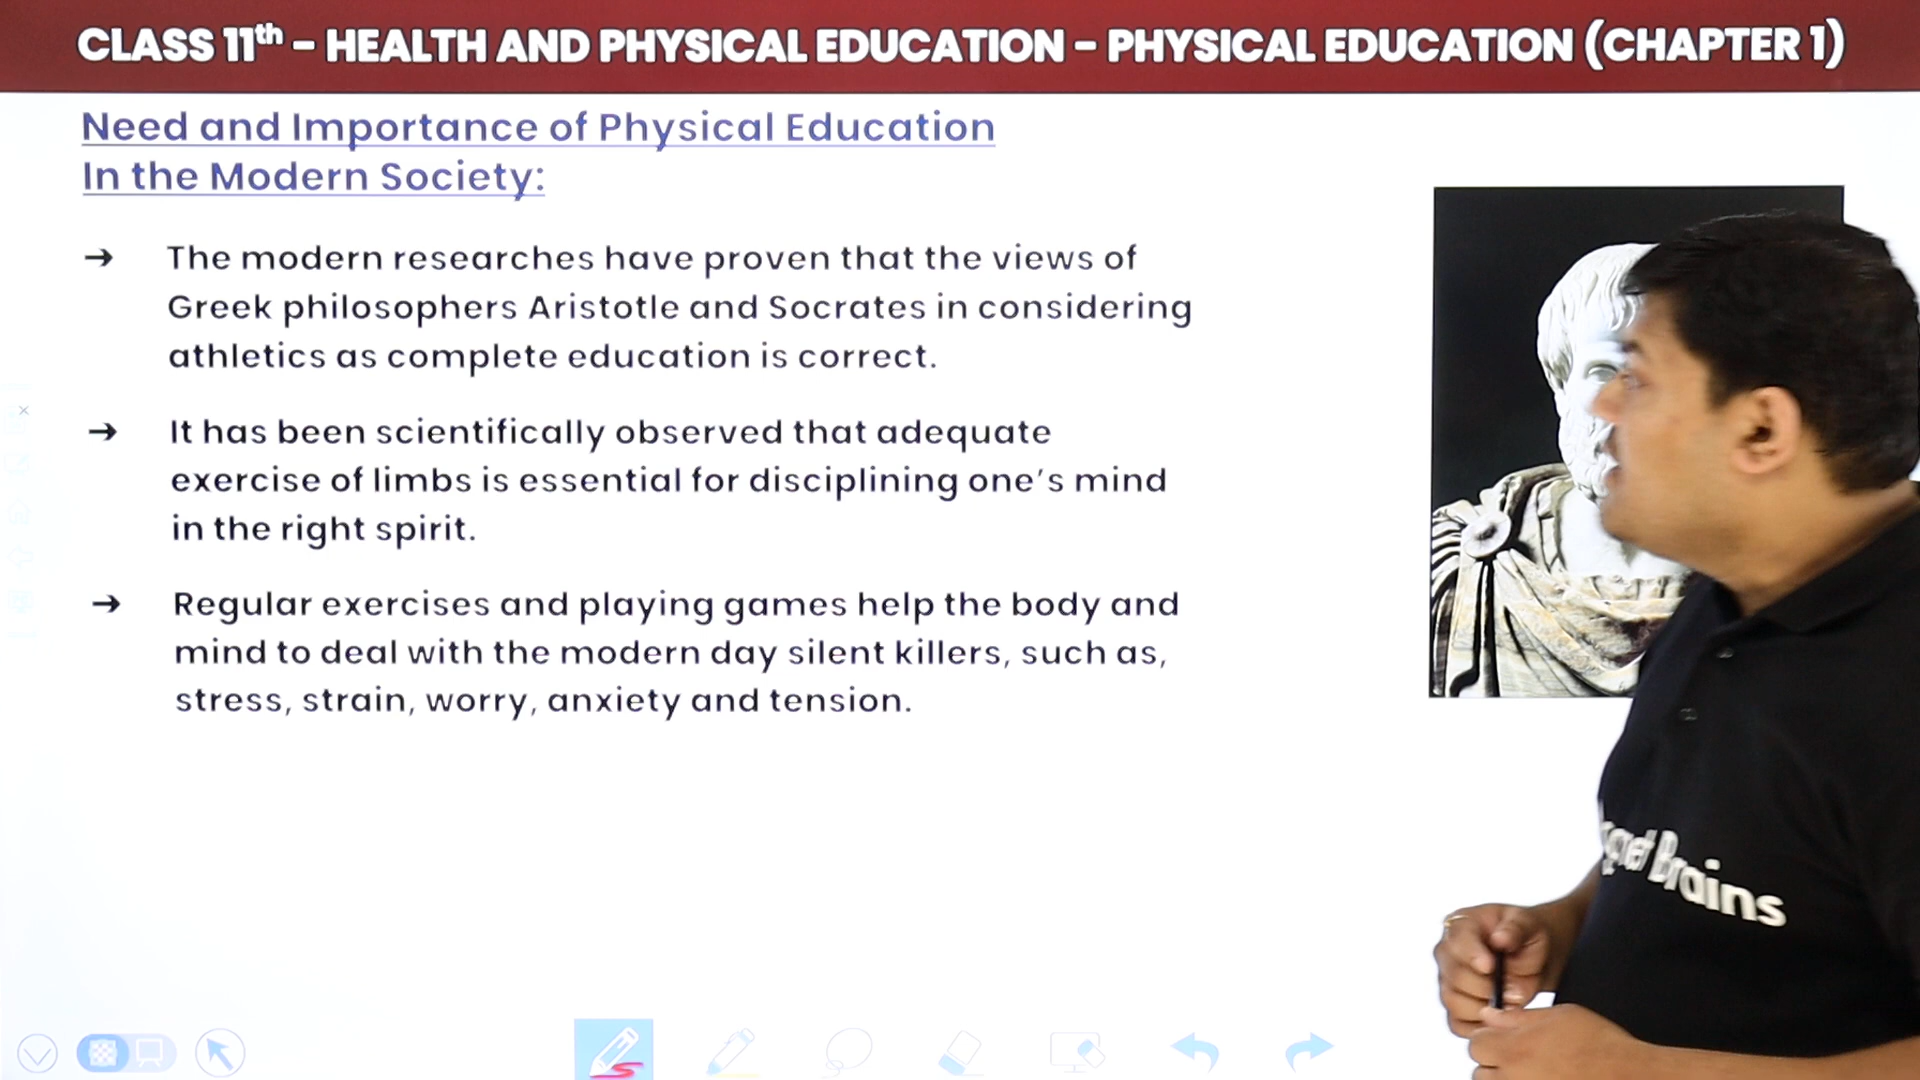 CLASS 11th – HEALTH AND PHYSICAL EDUCATION – PHYSICAL EDUCATION (CHAPTER 1)
Need and Importance of Physical Education
In the Modern Society:
➔ The modern researches have proven that the views of
Greek philosophers Aristotle and Socrates in considering
athletics as complete education is correct.
➔ It has been scientifically observed that adequate
exercise of limbs is essential for disciplining one's mind
in the right spirit.
➔ Regular exercises and playing games help the body and
mind to deal with the modern day silent killers, such as,
stress, strain, worry, anxiety and tension.
Brains